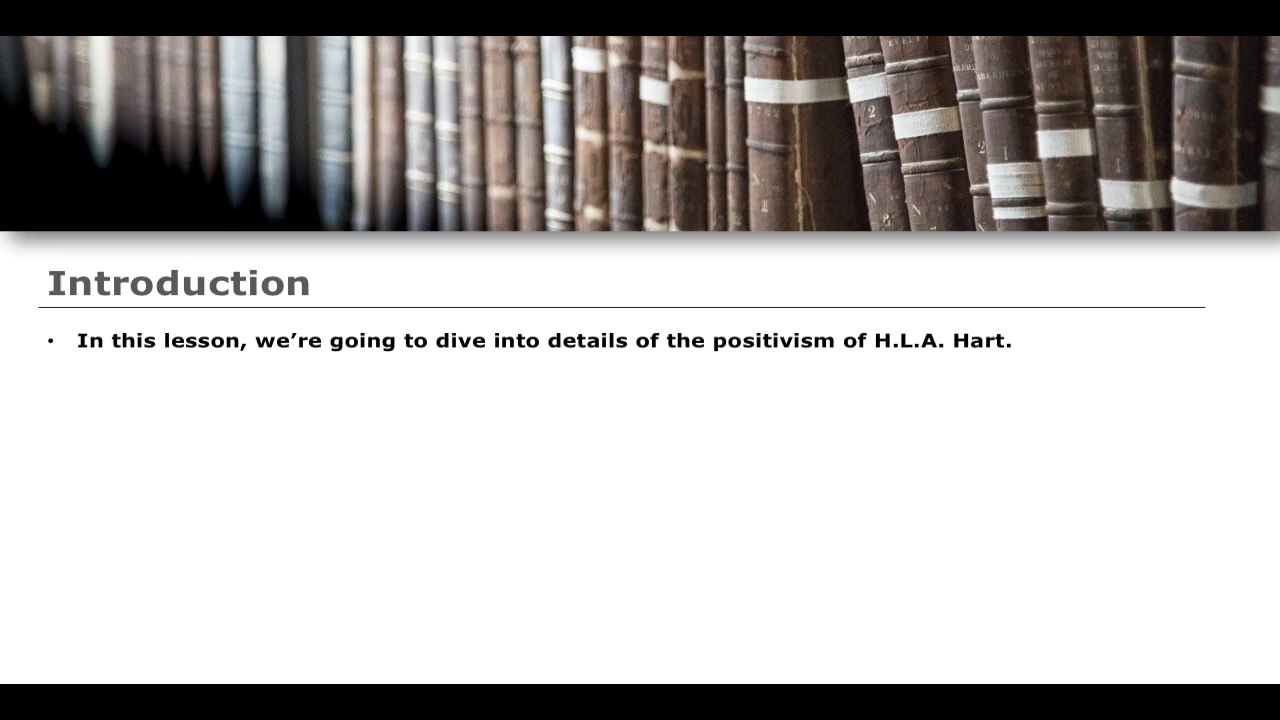 Introduction
• In this lesson, we’re going to dive into details of the positivism of H.L.A. Hart.